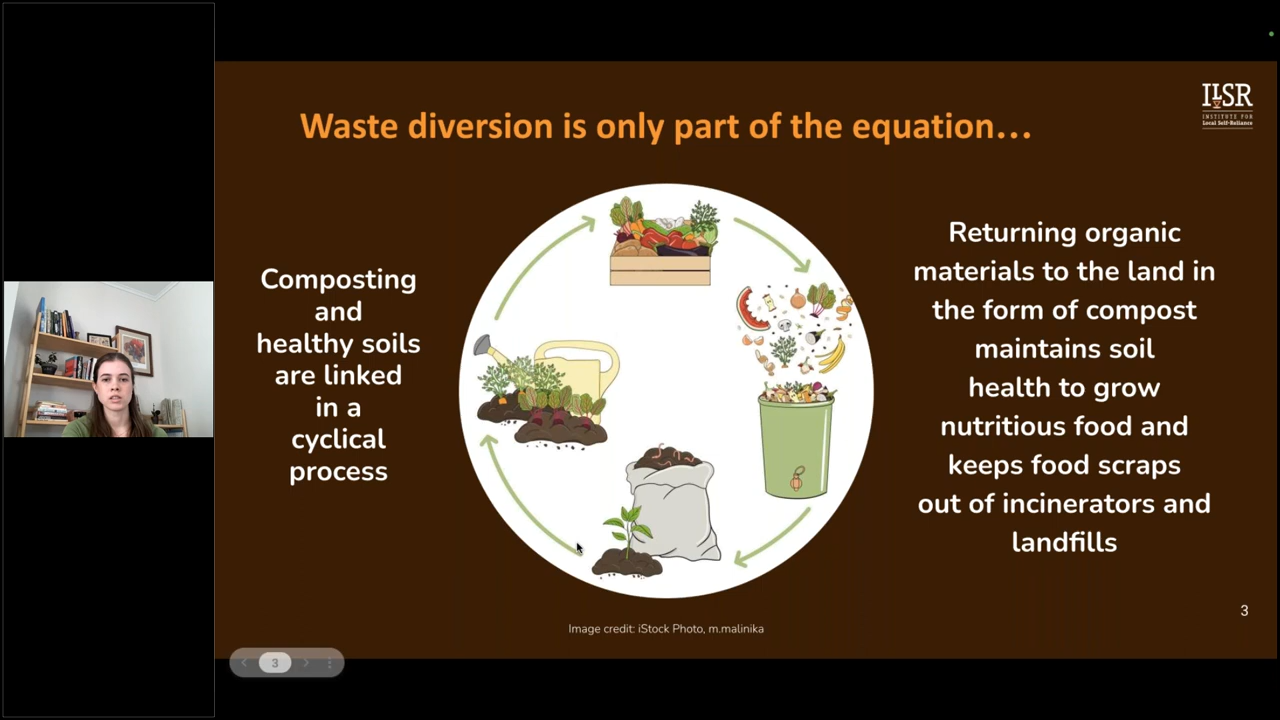 Waste diversion is only part of the equation...
ILSR
INSTITUTE FOR
Local Self-Reliance
Composting
and
healthy soils
are linked
in a
cyclical
process
Returning organic
materials to the land in
the form of compost
maintains soil
health to grow
nutritious food and
keeps food scraps
out of incinerators and
landfills
3
Image credit: iStock Photo, m.malinika
3